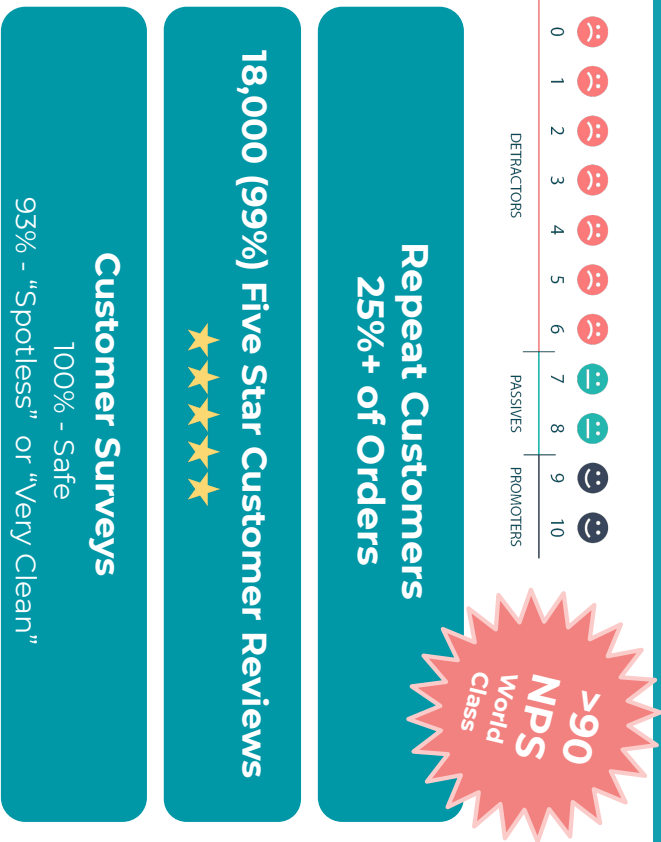 0 1 2 3 4 5 6 7 8 9 10
DETRACTORS PASSIVES PROMOTERS
>90
NPS
World
Class
Repeat Customers
25%+ of Orders
18,000 (99%) Five Star Customer Reviews
Customer Surveys
100% - Safe
93% - “Spotless” or “Very Clean”